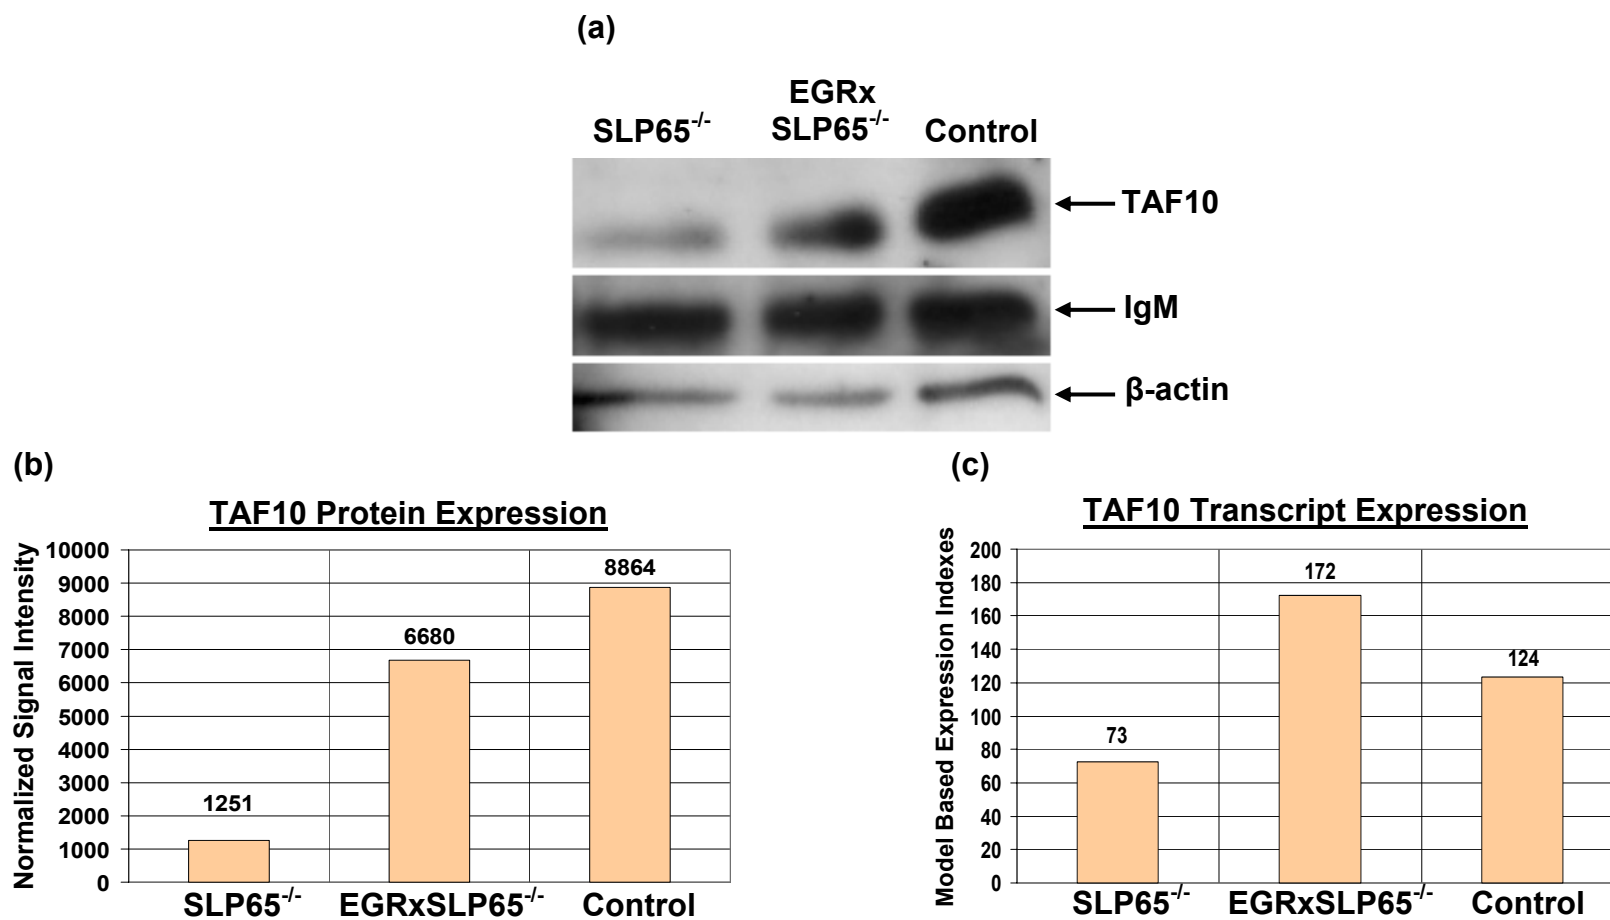 (a)
SLP65-/-
EGRx
SLP65-/-
Control
TAF10
IgM
β-actin
(b)
TAF10 Protein Expression
Normalized Signal Intensity
10000
9000
8000
7000
6000
5000
4000
3000
2000
1000
0
1251
6680
8864
SLP65-/-
EGRxSLP65-/-
Control
(c)
TAF10 Transcript Expression
Model Based Expression Indexes
200
180
160
140
120
100
80
60
40
20
0
73
172
124
SLP65-/-
EGRxSLP65-/-
Control